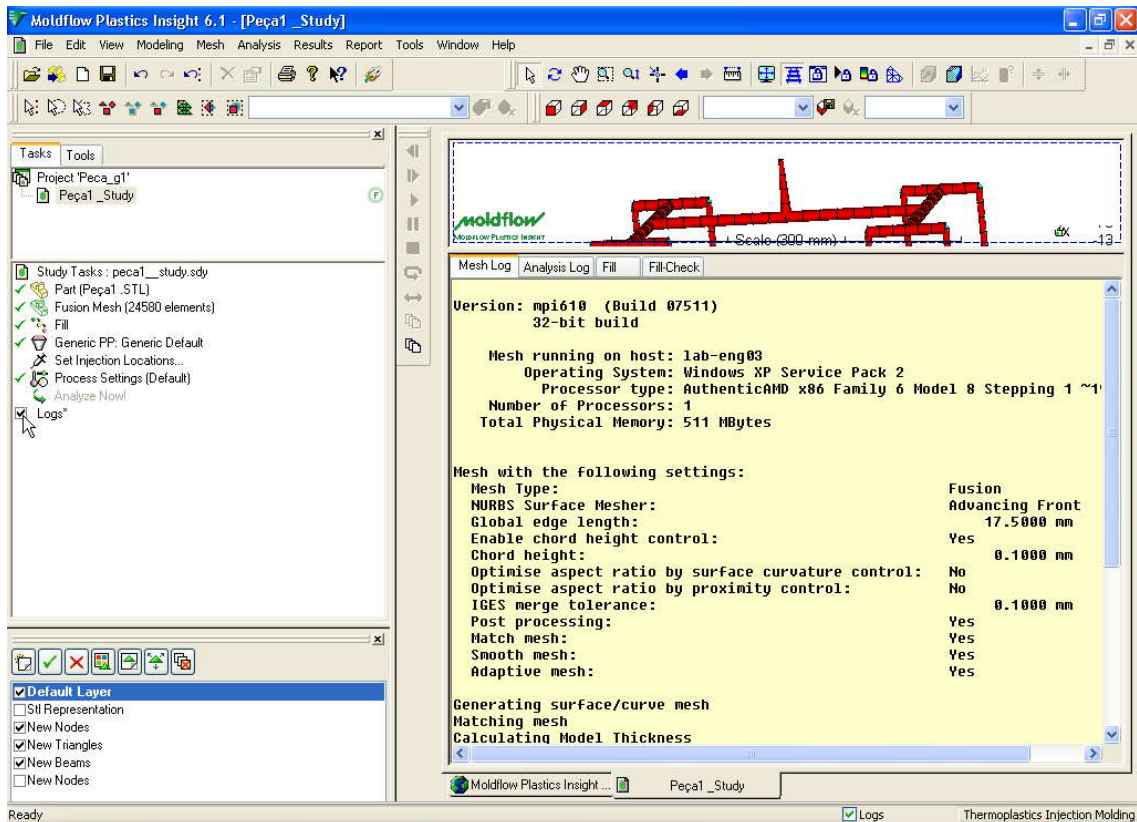 Moldflow Plastics Insight 6.1 - [Peça1 _Study]
File Edit View Modeling Mesh Analysis Results Report Tools Window Help
Tasks Tools
Project 'Peca_g1'
Peça1 _Study
F
Study Tasks : peca1__study.sdy
Part (Peça1 .STL)
Fusion Mesh (24580 elements)
Fill
Generic PP: Generic Default
Set Injection Locations...
Process Settings (Default)
Analyze Now!
Logs*
Default Layer
Stl Representation
New Nodes
New Triangles
New Beams
New Nodes
moldflow
MOLDFLOW PLASTICS INSIGHT
Scale (300 mm)
-13
Mesh Log Analysis Log Fill Fill-Check
Version: mpi610 (Build 07511)
32-bit build
Mesh running on host: lab-eng03
Operating System: Windows XP Service Pack 2
Processor type: AuthenticAMD x86 Family 6 Model 8 Stepping 1
Number of Processors: 1
Total Physical Memory: 511 MBytes
Mesh with the following settings:
Mesh Type: Fusion
NURBS Surface Mesher: Advancing Front
Global edge length: 17.5000 mm
Enable chord height control: Yes
Chord height: 0.1000 mm
Optimise aspect ratio by surface curvature control: No
Optimise aspect ratio by proximity control: No
IGES merge tolerance: 0.1000 mm
Post processing: Yes
Match mesh: Yes
Smooth mesh: Yes
Adaptive mesh: Yes
Generating surface/curve mesh
Matching mesh
Calculating Model Thickness
Moldflow Plastics Insight ... Peça1 _Study
Ready Logs Thermoplastics Injection Molding